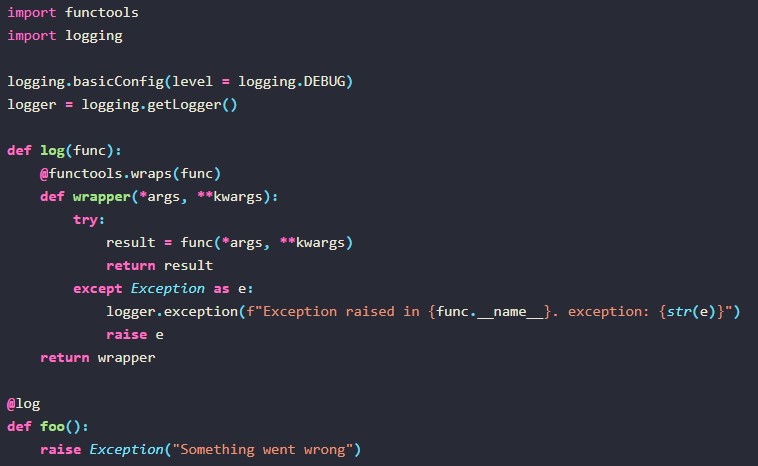 import functools
import logging

logging.basicConfig(level = logging.DEBUG)
logger = logging.getLogger()

def log(func):
    @functools.wraps(func)
    def wrapper(*args, **kwargs):
        try:
            result = func(*args, **kwargs)
            return result
        except Exception as e:
            logger.exception(f"Exception raised in {func.__name__}. exception: {str(e)}")
            raise e
    return wrapper

@log
def foo():
    raise Exception("Something went wrong")